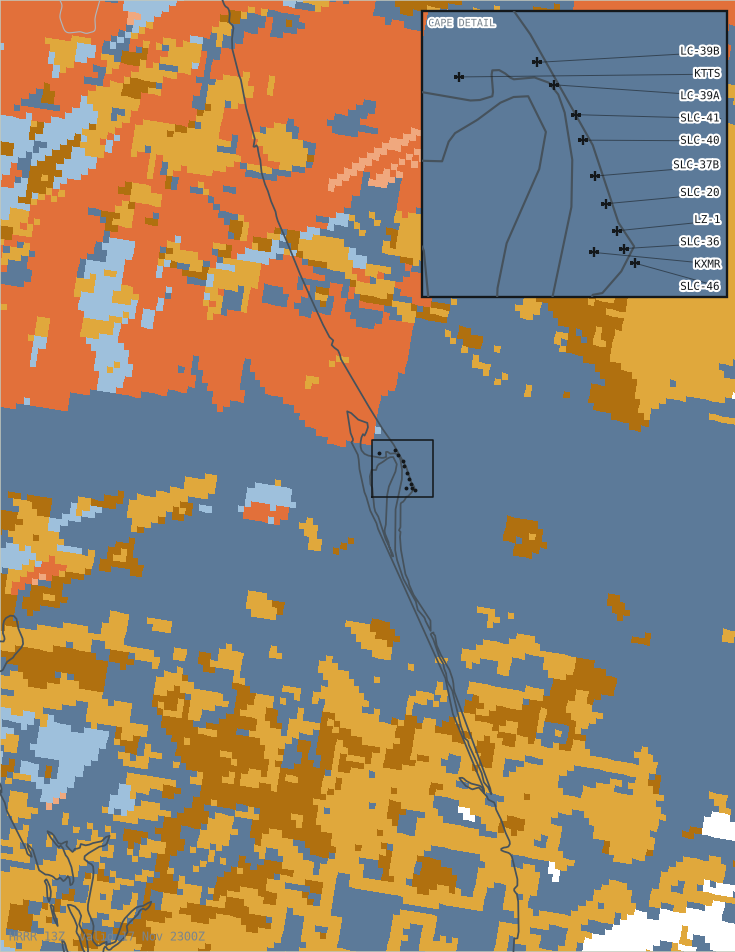 CAPE DETAIL
LC-39B
KTTS
LC-39A
SLC-41
SLC-40
SLC-37B
SLC-20
LZ-1
SLC-36
KXMR
SLC-46
HRRR 13Z 2300Z